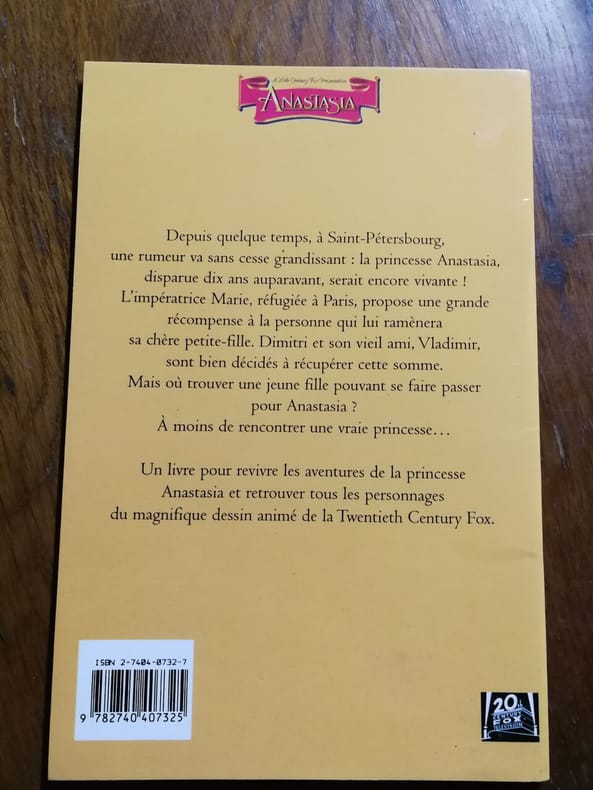 A 20th Century Fox Presentation
ANASTASIA
Depuis quelque temps, à Saint-Pétersbourg,
une rumeur va sans cesse grandissant : la princesse Anastasia,
disparue dix ans auparavant, serait encore vivante !
L'impératrice Marie, réfugiée à Paris, propose une grande
récompense à la personne qui lui ramènera
sa chère petite-fille. Dimitri et son vieil ami, Vladimir,
sont bien décidés à récupérer cette somme.
Mais où trouver une jeune fille pouvant se faire passer
pour Anastasia ?
À moins de rencontrer une vraie princesse...
Un livre pour revivre les aventures de la princesse
Anastasia et retrouver tous les personnages
du magnifique dessin animé de la Twentieth Century Fox.
ISBN 2-7404-0732-7
9 782740 407325
20th
CENTURY
FOX
TELEVISION